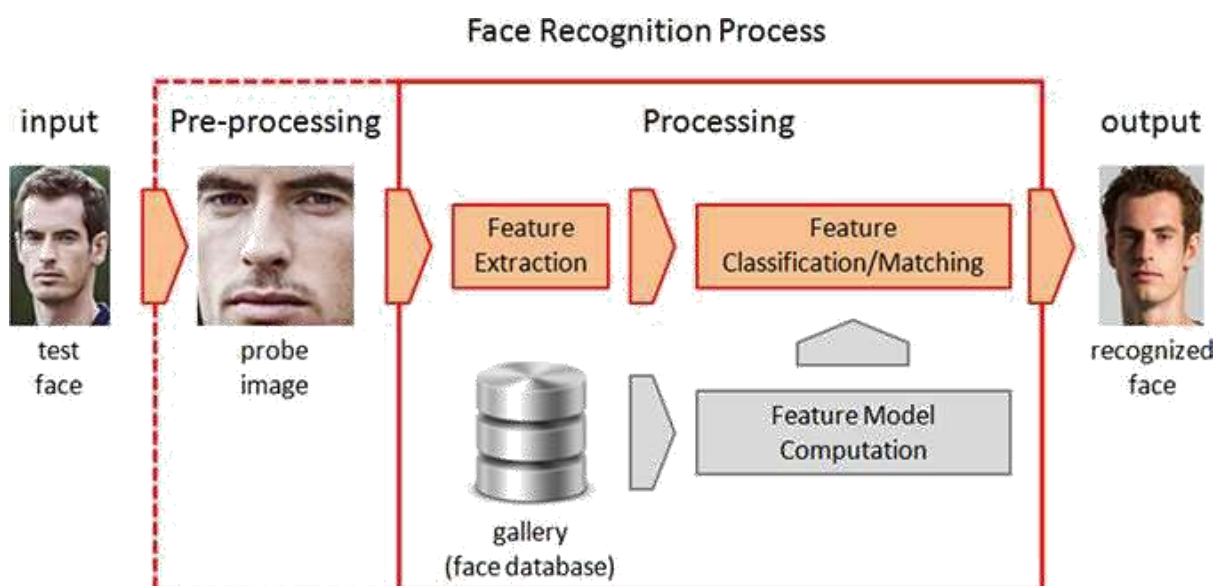 Face Recognition Process
input
Pre-processing
Processing
output
Feature
Extraction
Feature
Classification/Matching
test
face
probe
image
recognized
face
Feature Model
Computation
gallery
(face database)